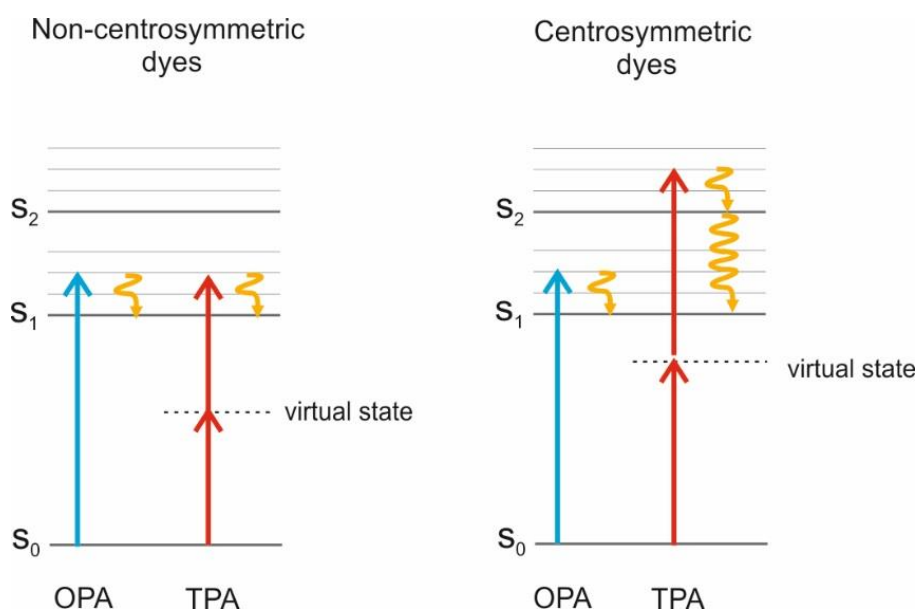 Non-centrosymmetric
dyes
S2
S1
virtual state
S0
OPA TPA
Centrosymmetric
dyes
S2
S1
virtual state
S0
OPA TPA